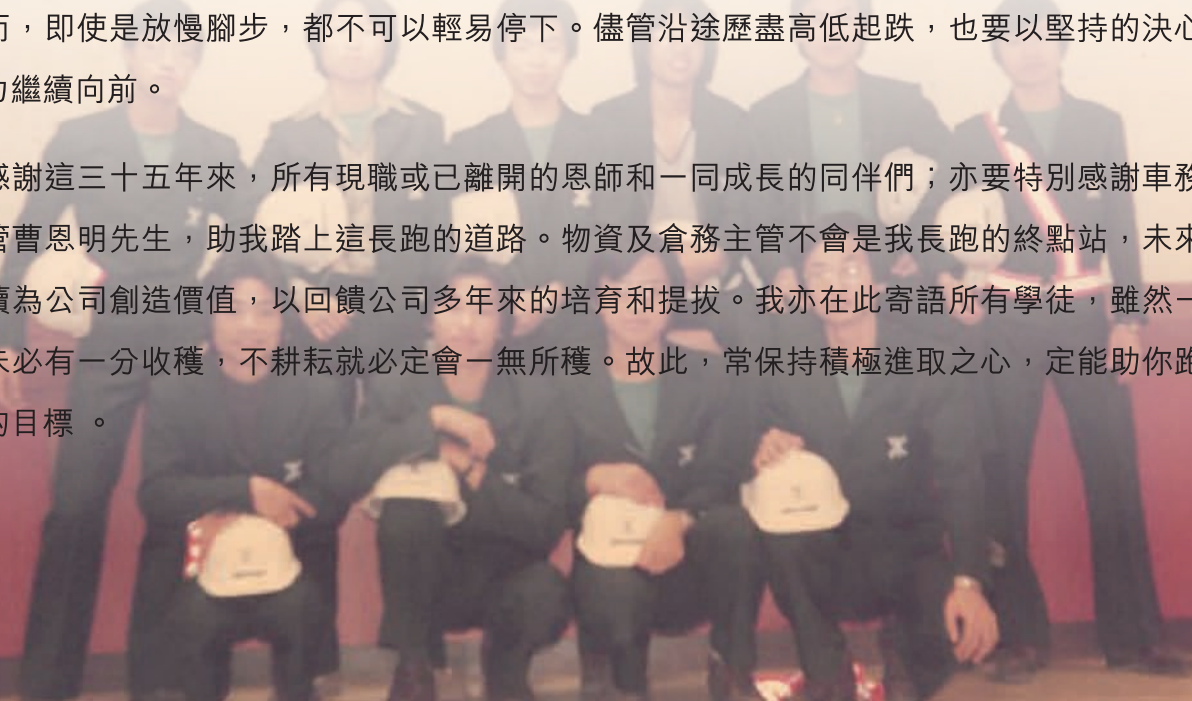 ，即使是放慢腳步，都不可以輕易停下。儘管沿途歷盡高低起跌，也要以堅持的決心
繼續向前。
感謝這三十五年來，所有現職或已離開的恩師和一同成長的同伴們；亦要特別感謝車務
管曹恩明先生，助我踏上這長跑的道路。物資及倉務主管不會是我長跑的終點站，未來
為公司創造價值，以回饋公司多年來的培育和提拔。我亦在此寄語所有學徒，雖然一
未必有一分收穫，不耕耘就必定會一無所穫。故此，常保持積極進取之心，定能助你跑
的目標 。